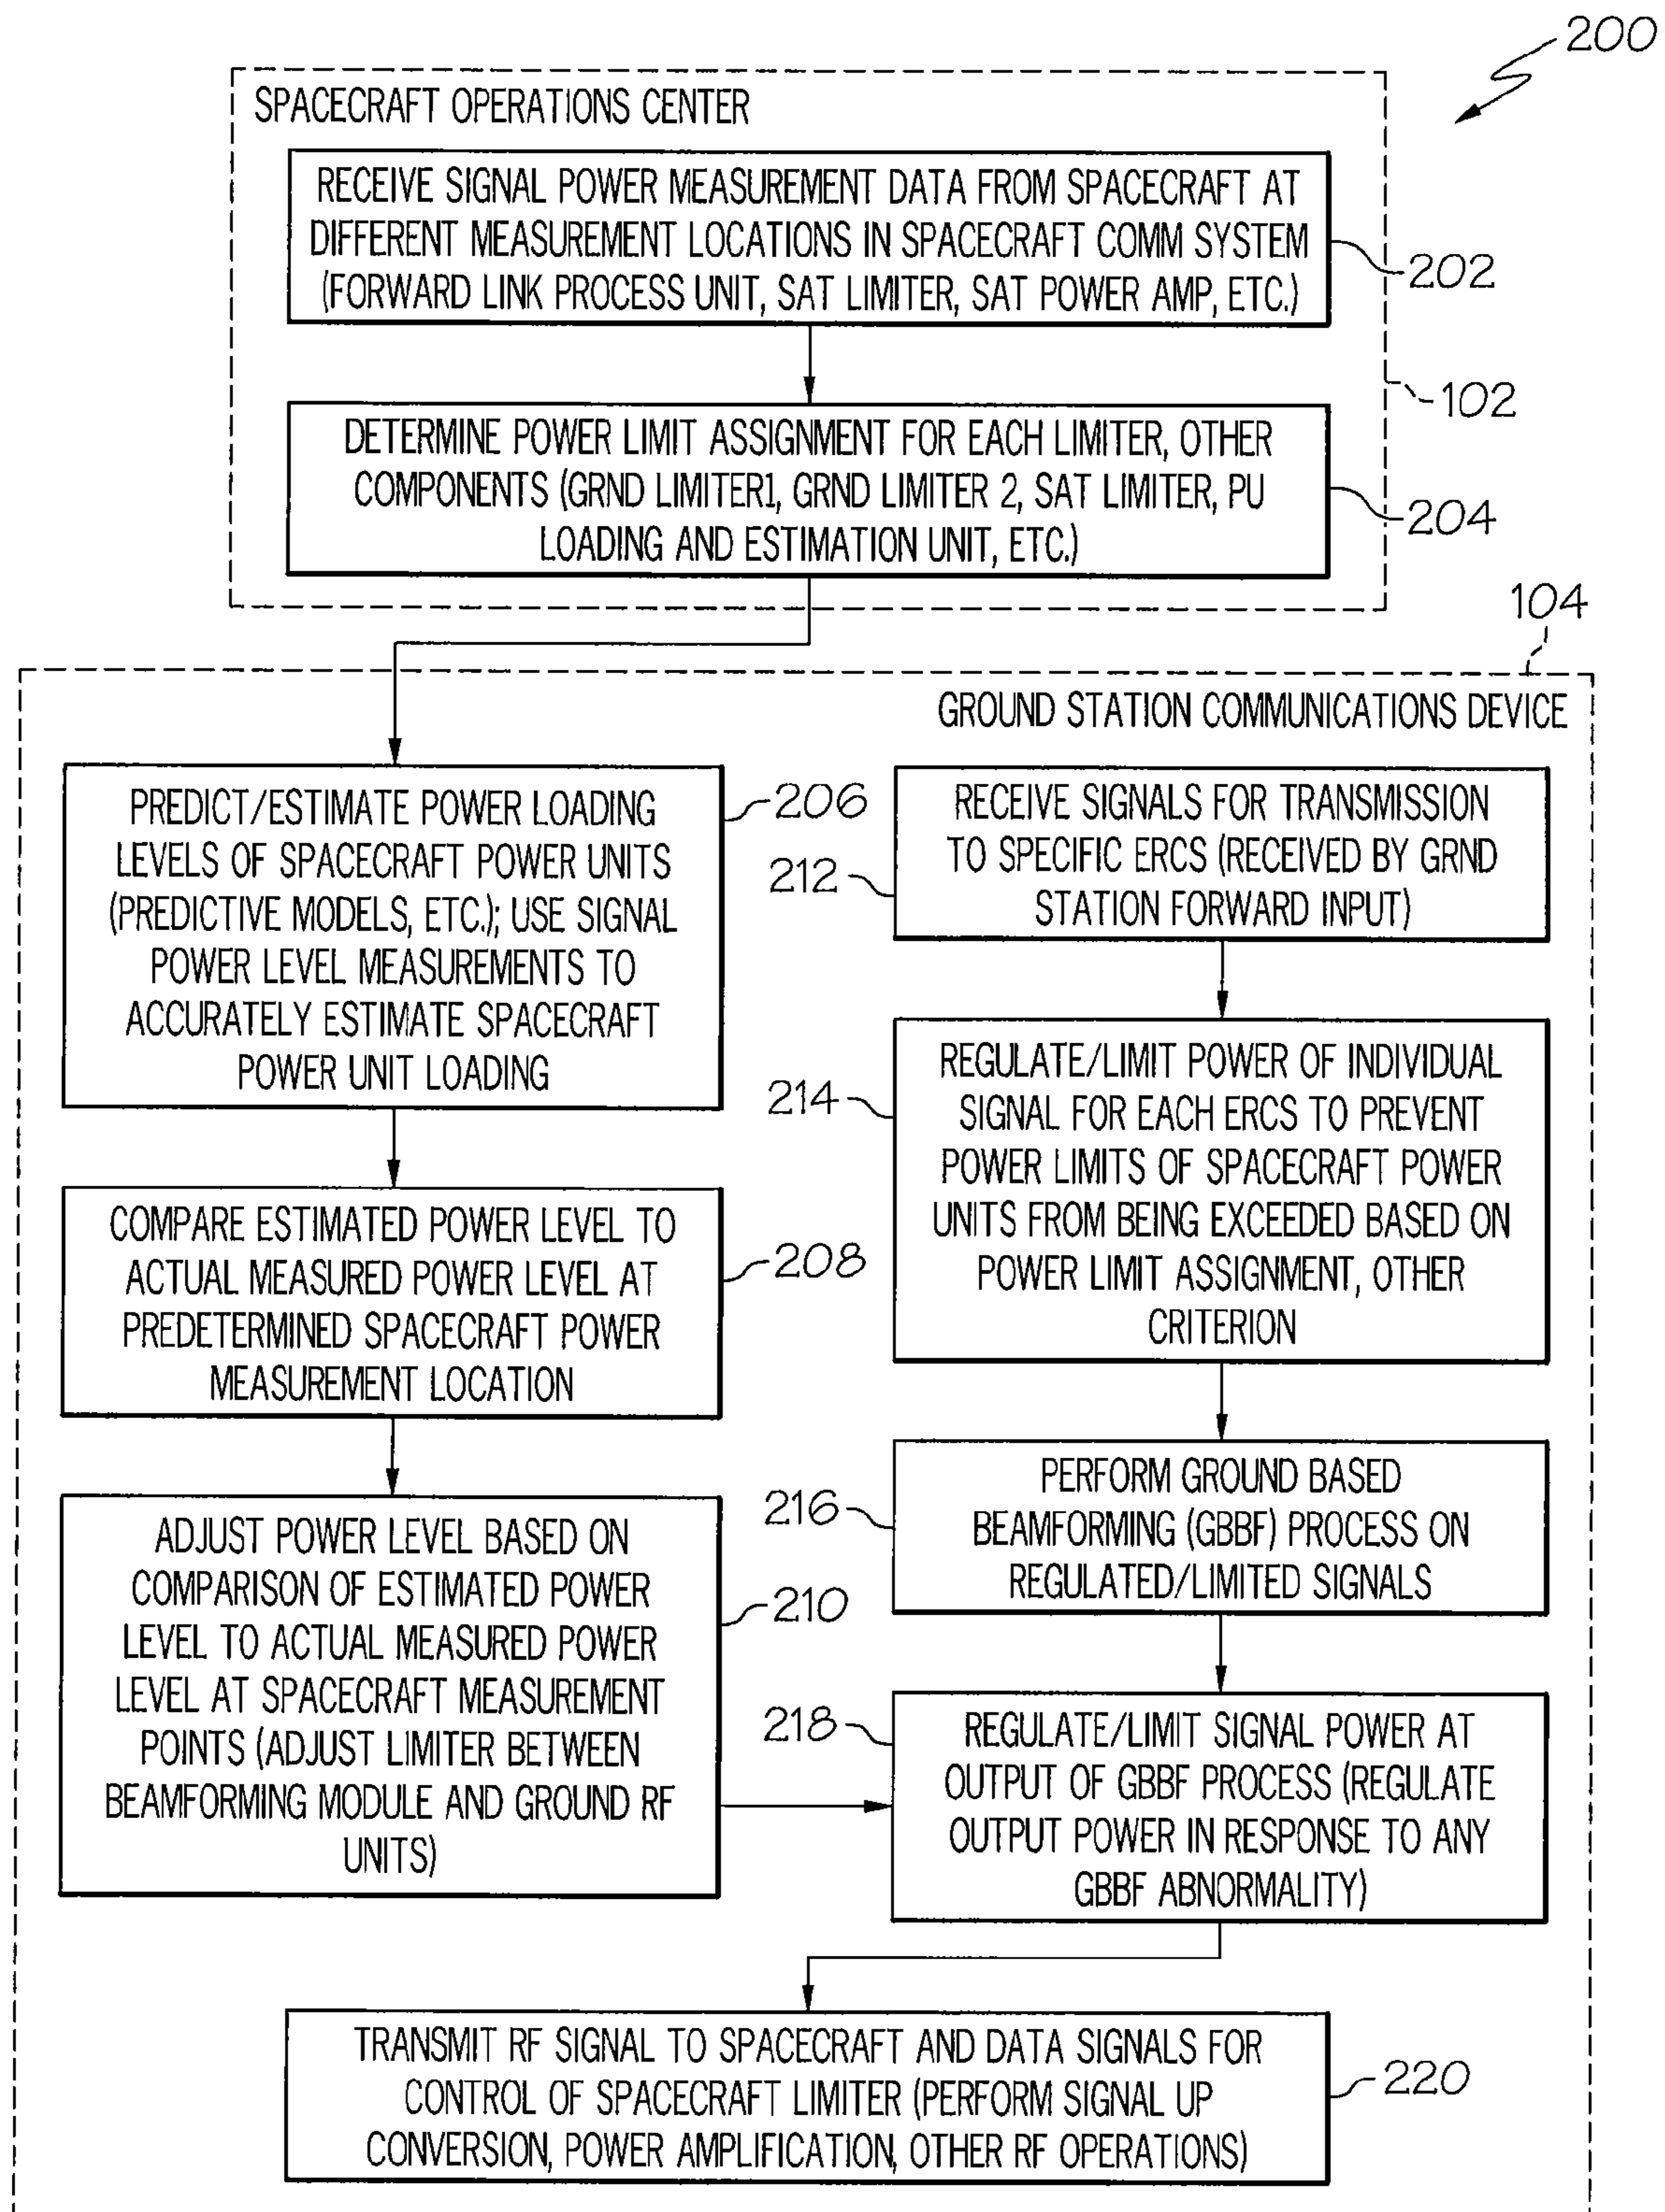 200
SPACECRAFT OPERATIONS CENTER
RECEIVE SIGNAL POWER MEASUREMENT DATA FROM SPACECRAFT AT
DIFFERENT MEASUREMENT LOCATIONS IN SPACECRAFT COMM SYSTEM
(FORWARD LINK PROCESS UNIT, SAT LIMITER, SAT POWER AMP, ETC.)
202
102
DETERMINE POWER LIMIT ASSIGNMENT FOR EACH LIMITER, OTHER
COMPONENTS (GRND LIMITER1, GRND LIMITER 2, SAT LIMITER, PU
LOADING AND ESTIMATION UNIT, ETC.)
204
104
GROUND STATION COMMUNICATIONS DEVICE
PREDICT/ESTIMATE POWER LOADING
LEVELS OF SPACECRAFT POWER UNITS
(PREDICTIVE MODELS, ETC.); USE SIGNAL
POWER LEVEL MEASUREMENTS TO
ACCURATELY ESTIMATE SPACECRAFT
POWER UNIT LOADING
206
COMPARE ESTIMATED POWER LEVEL TO
ACTUAL MEASURED POWER LEVEL AT
PREDETERMINED SPACECRAFT POWER
MEASUREMENT LOCATION
208
ADJUST POWER LEVEL BASED ON
COMPARISON OF ESTIMATED POWER
LEVEL TO ACTUAL MEASURED POWER
LEVEL AT SPACECRAFT MEASUREMENT
POINTS (ADJUST LIMITER BETWEEN
BEAMFORMING MODULE AND GROUND RF
UNITS)
210
RECEIVE SIGNALS FOR TRANSMISSION
TO SPECIFIC ERCS (RECEIVED BY GRND
STATION FORWARD INPUT)
212
REGULATE/LIMIT POWER OF INDIVIDUAL
SIGNAL FOR EACH ERCS TO PREVENT
POWER LIMITS OF SPACECRAFT POWER
UNITS FROM BEING EXCEEDED BASED ON
POWER LIMIT ASSIGNMENT, OTHER
CRITERION
214
PERFORM GROUND BASED
BEAMFORMING (GBBF) PROCESS ON
REGULATED/LIMITED SIGNALS
216
REGULATE/LIMIT SIGNAL POWER AT
OUTPUT OF GBBF PROCESS (REGULATE
OUTPUT POWER IN RESPONSE TO ANY
GBBF ABNORMALITY)
218
TRANSMIT RF SIGNAL TO SPACECRAFT AND DATA SIGNALS FOR
CONTROL OF SPACECRAFT LIMITER (PERFORM SIGNAL UP
CONVERSION, POWER AMPLIFICATION, OTHER RF OPERATIONS)
220